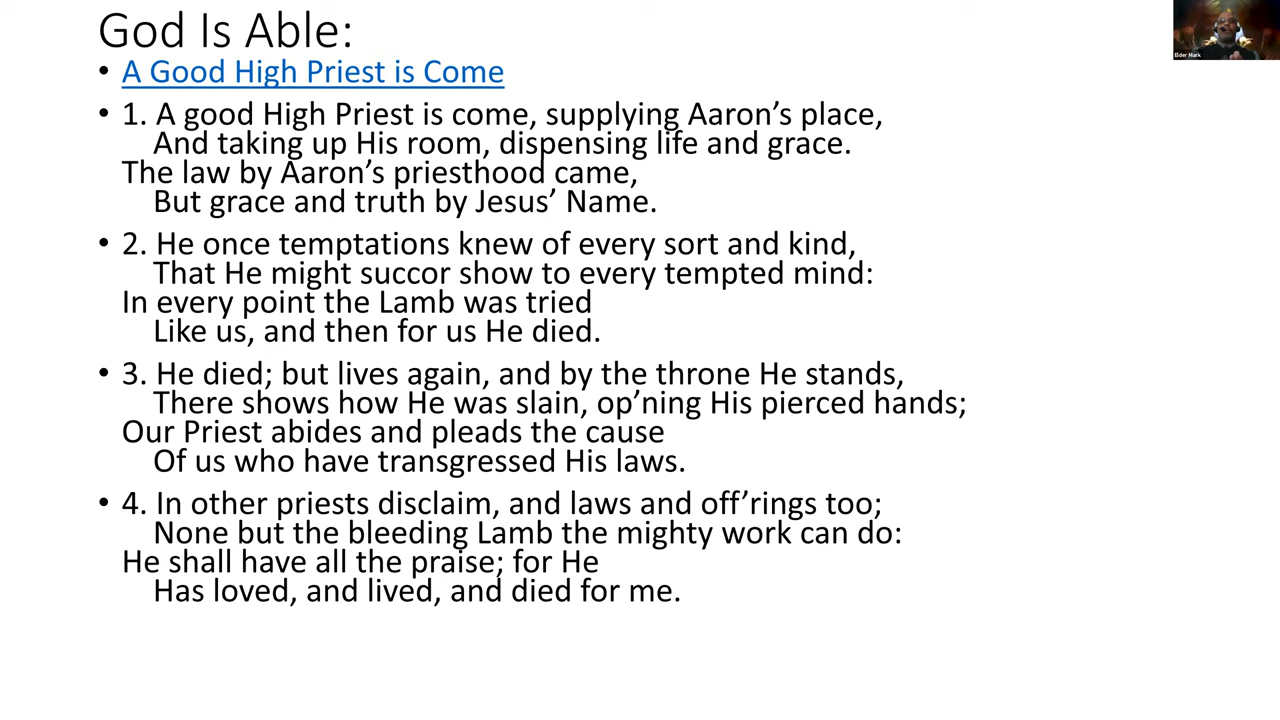 God Is Able:
• A Good High Priest is Come
• 1. A good High Priest is come, supplying Aaron’s place,
And taking up His room, dispensing life and grace.
The law by Aaron’s priesthood came,
But grace and truth by Jesus’ Name.
• 2. He once temptations knew of every sort and kind,
That He might succor show to every tempted mind:
In every point the Lamb was tried
Like us, and then for us He died.
• 3. He died; but lives again, and by the throne He stands,
There shows how He was slain, op’ning His pierced hands;
Our Priest abides and pleads the cause
Of us who have transgressed His laws.
• 4. In other priests disclaim, and laws and off’rings too;
None but the bleeding Lamb the mighty work can do:
He shall have all the praise; for He
Has loved, and lived, and died for me.
Elder Mark